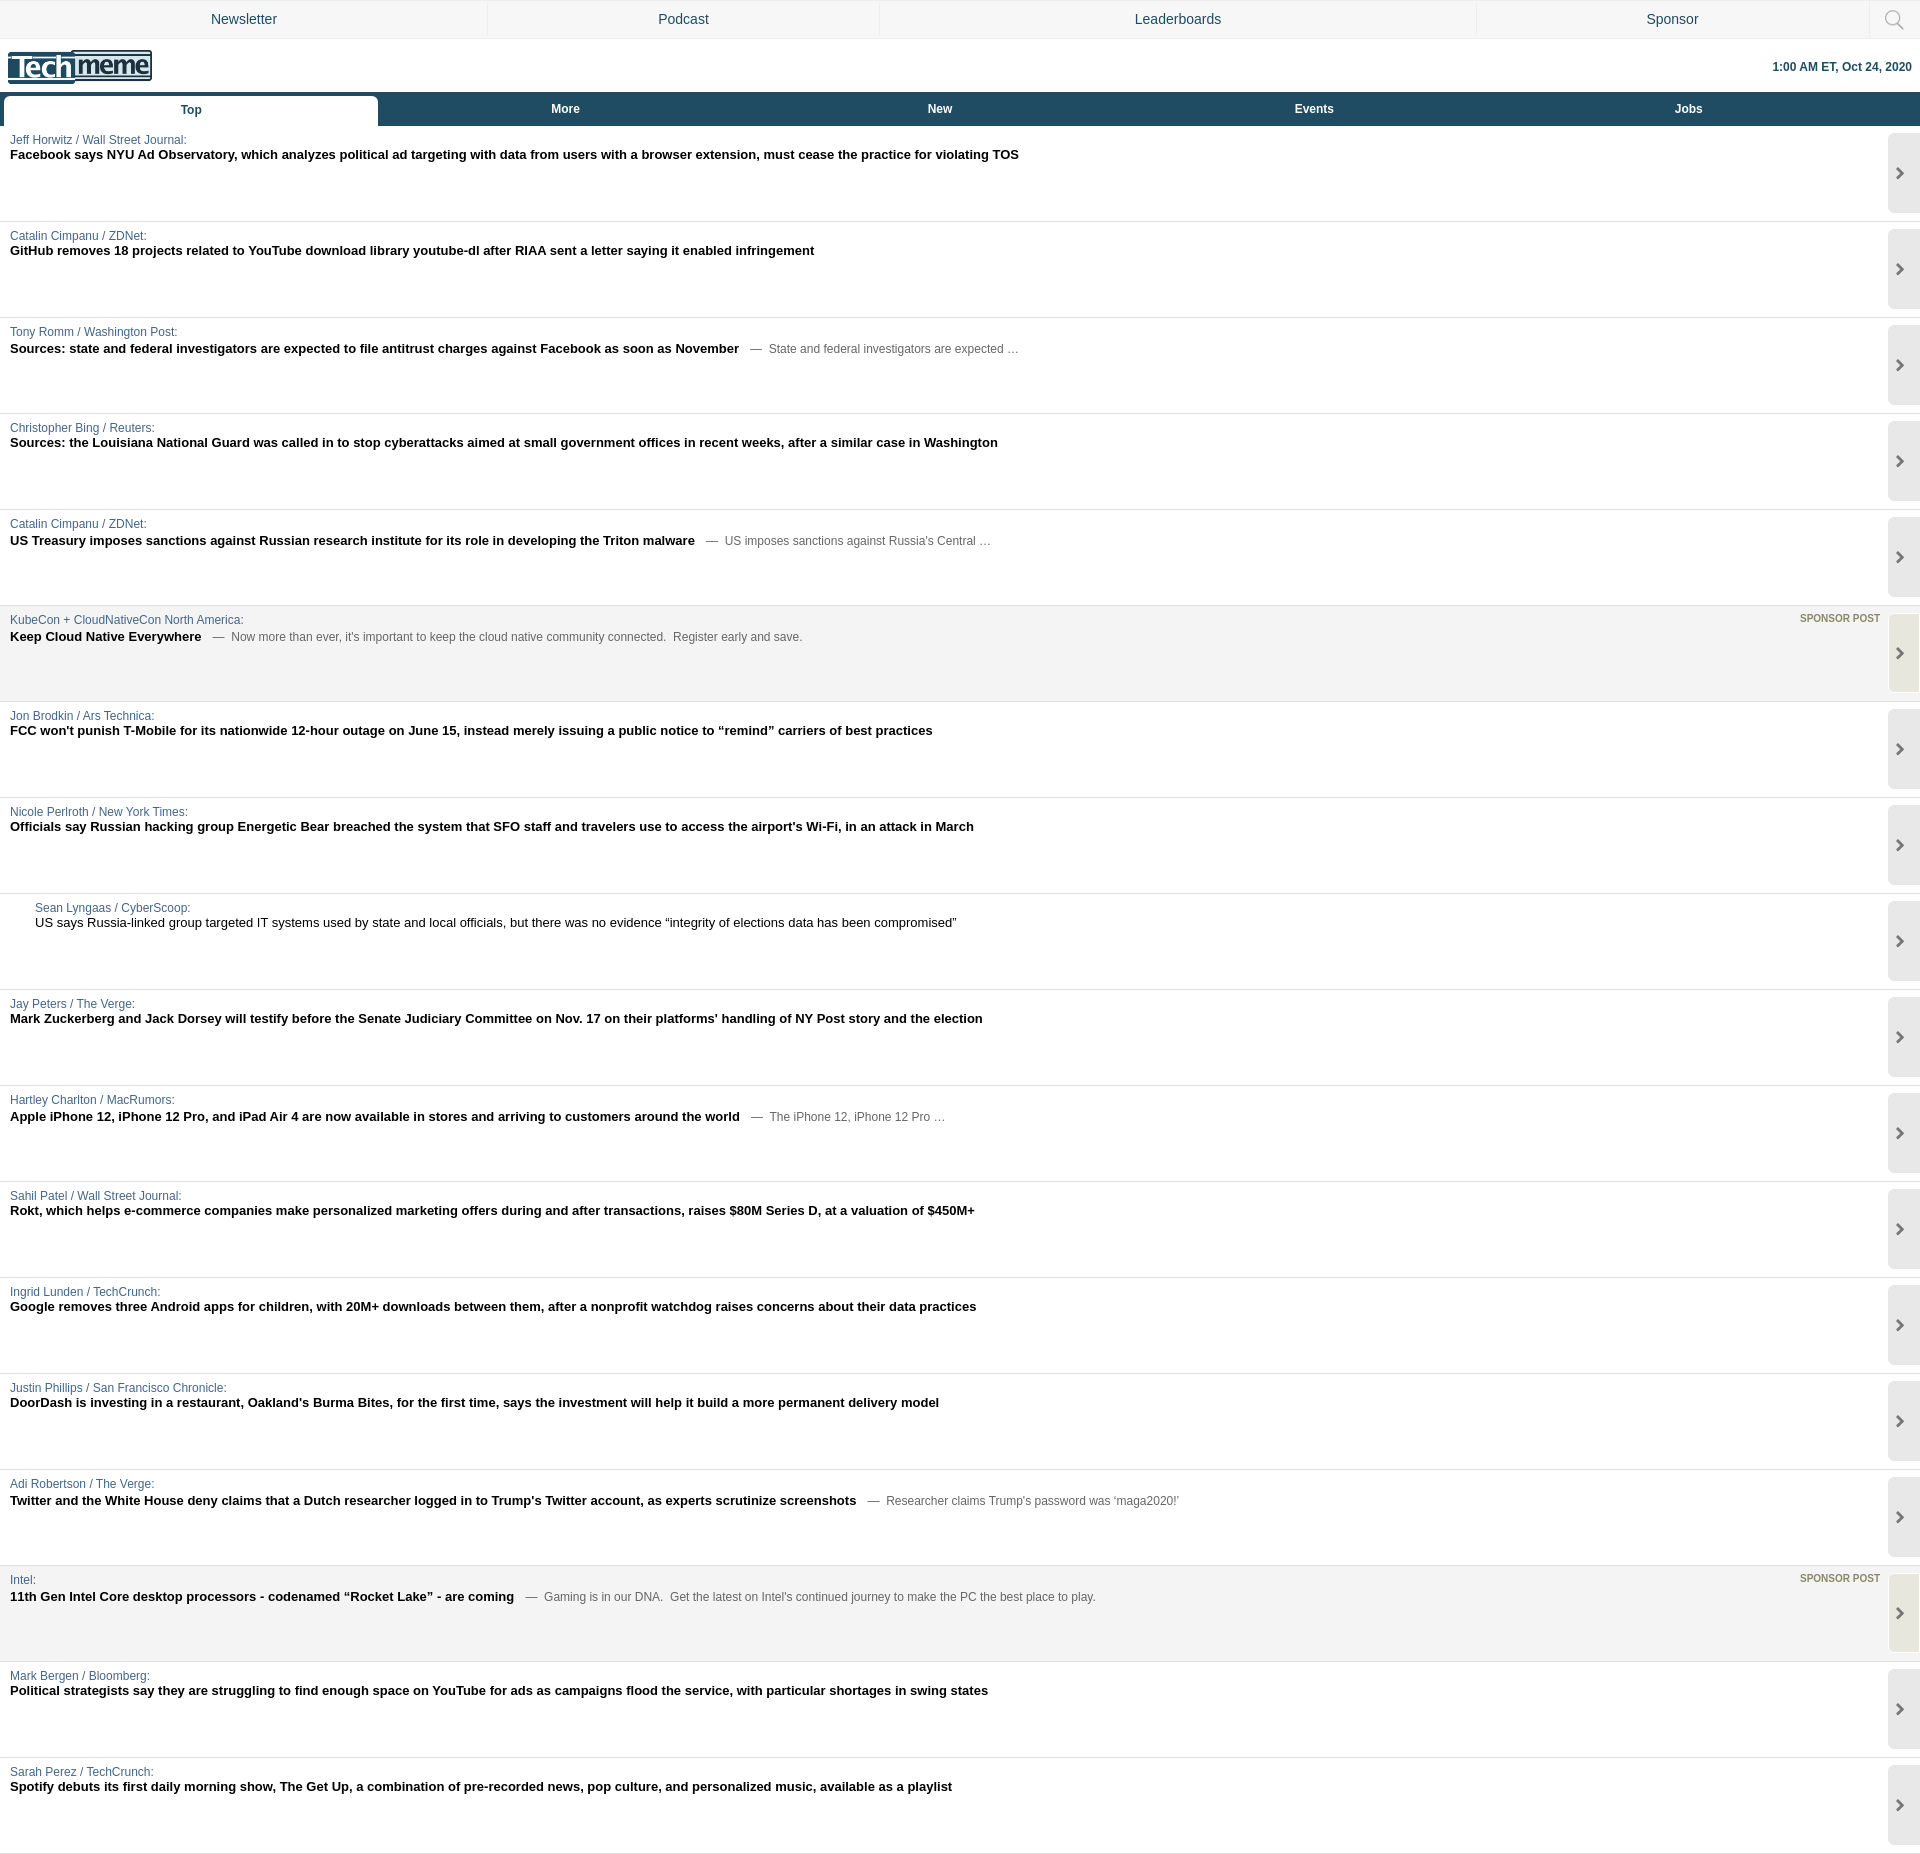 Newsletter
Podcast
Leaderboards
Sponsor
Techmeme
1:00 AM ET, Oct 24, 2020
Top
More
New
Events
Jobs
Jeff Horwitz / Wall Street Journal:
Facebook says NYU Ad Observatory, which analyzes political ad targeting with data from users with a browser extension, must cease the practice for violating TOS
Catalin Cimpanu / ZDNet:
GitHub removes 18 projects related to YouTube download library youtube-dl after RIAA sent a letter saying it enabled infringement
Tony Romm / Washington Post:
Sources: state and federal investigators are expected to file antitrust charges against Facebook as soon as November — State and federal investigators are expected …
Christopher Bing / Reuters:
Sources: the Louisiana National Guard was called in to stop cyberattacks aimed at small government offices in recent weeks, after a similar case in Washington
Catalin Cimpanu / ZDNet:
US Treasury imposes sanctions against Russian research institute for its role in developing the Triton malware — US imposes sanctions against Russia's Central …
KubeCon + CloudNativeCon North America:
SPONSOR POST
Keep Cloud Native Everywhere — Now more than ever, it's important to keep the cloud native community connected. Register early and save.
Jon Brodkin / Ars Technica:
FCC won't punish T-Mobile for its nationwide 12-hour outage on June 15, instead merely issuing a public notice to “remind” carriers of best practices
Nicole Perlroth / New York Times:
Officials say Russian hacking group Energetic Bear breached the system that SFO staff and travelers use to access the airport's Wi-Fi, in an attack in March
Sean Lyngaas / CyberScoop:
US says Russia-linked group targeted IT systems used by state and local officials, but there was no evidence “integrity of elections data has been compromised”
Jay Peters / The Verge:
Mark Zuckerberg and Jack Dorsey will testify before the Senate Judiciary Committee on Nov. 17 on their platforms' handling of NY Post story and the election
Hartley Charlton / MacRumors:
Apple iPhone 12, iPhone 12 Pro, and iPad Air 4 are now available in stores and arriving to customers around the world — The iPhone 12, iPhone 12 Pro …
Sahil Patel / Wall Street Journal:
Rokt, which helps e-commerce companies make personalized marketing offers during and after transactions, raises $80M Series D, at a valuation of $450M+
Ingrid Lunden / TechCrunch:
Google removes three Android apps for children, with 20M+ downloads between them, after a nonprofit watchdog raises concerns about their data practices
Justin Phillips / San Francisco Chronicle:
DoorDash is investing in a restaurant, Oakland's Burma Bites, for the first time, says the investment will help it build a more permanent delivery model
Adi Robertson / The Verge:
Twitter and the White House deny claims that a Dutch researcher logged in to Trump's Twitter account, as experts scrutinize screenshots — Researcher claims Trump's password was ‘maga2020!’
Intel:
SPONSOR POST
11th Gen Intel Core desktop processors - codenamed “Rocket Lake” - are coming — Gaming is in our DNA. Get the latest on Intel's continued journey to make the PC the best place to play.
Mark Bergen / Bloomberg:
Political strategists say they are struggling to find enough space on YouTube for ads as campaigns flood the service, with particular shortages in swing states
Sarah Perez / TechCrunch:
Spotify debuts its first daily morning show, The Get Up, a combination of pre-recorded news, pop culture, and personalized music, available as a playlist